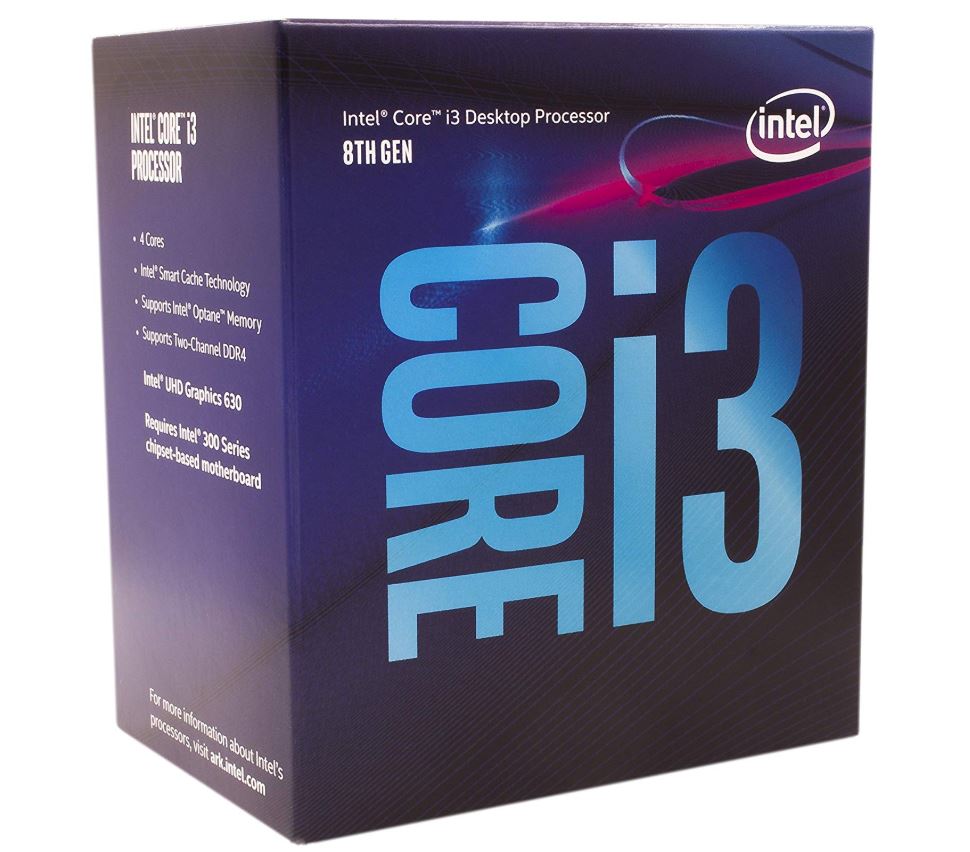 INTEL® CORE™ i3
PROCESSOR
• 4 Cores
• Intel® Smart Cache Technology
• Supports Intel® Optane™ Memory
• Supports Two-Channel DDR4
Intel® UHD Graphics 630
Requires Intel® 300 Series
chipset-based motherboard
For more information about Intel's
processors, visit ark.intel.com
Intel® Core™ i3 Desktop Processor
8TH GEN
intel®
CORE
i3